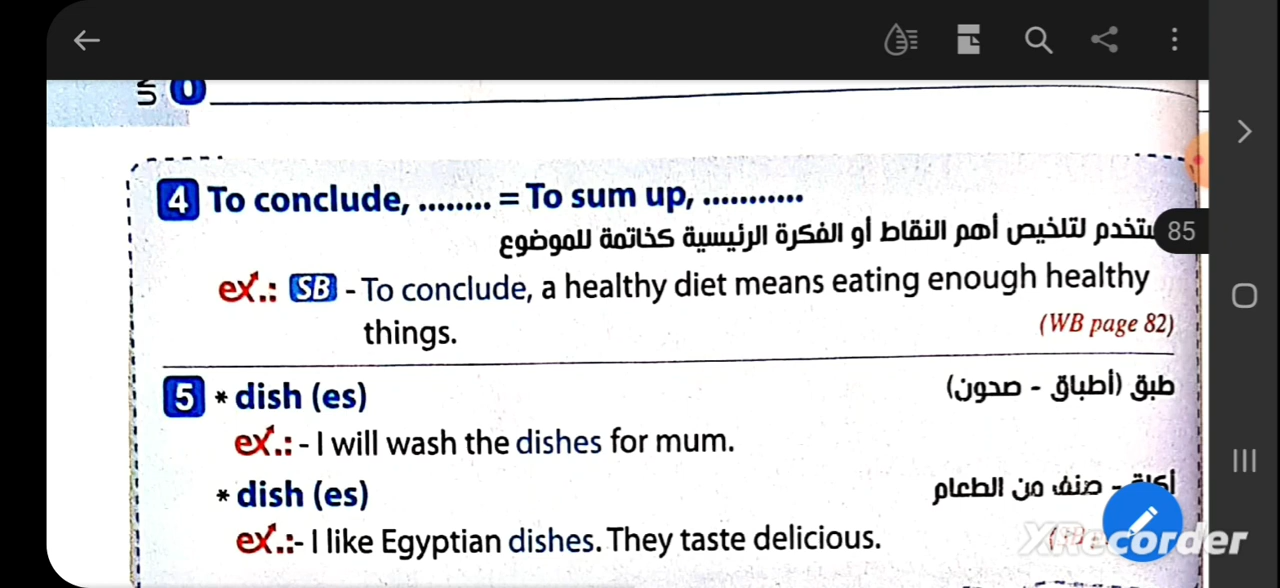 0
4 To conclude, ........ = To sum up, ...........
لتلخيص أهم النقاط أو الفكرة الرئيسية كخاتمة للموضوع
85
ex.: SB - To conclude, a healthy diet means eating enough healthy
things.
(WB page 82)
5 * dish (es)
طبق (أطباق - صحون)
ex.: - I will wash the dishes for mum.
* dish (es)
أكلة - صنف من الطعام
ex.:- I like Egyptian dishes. They taste delicious.
XRecorder